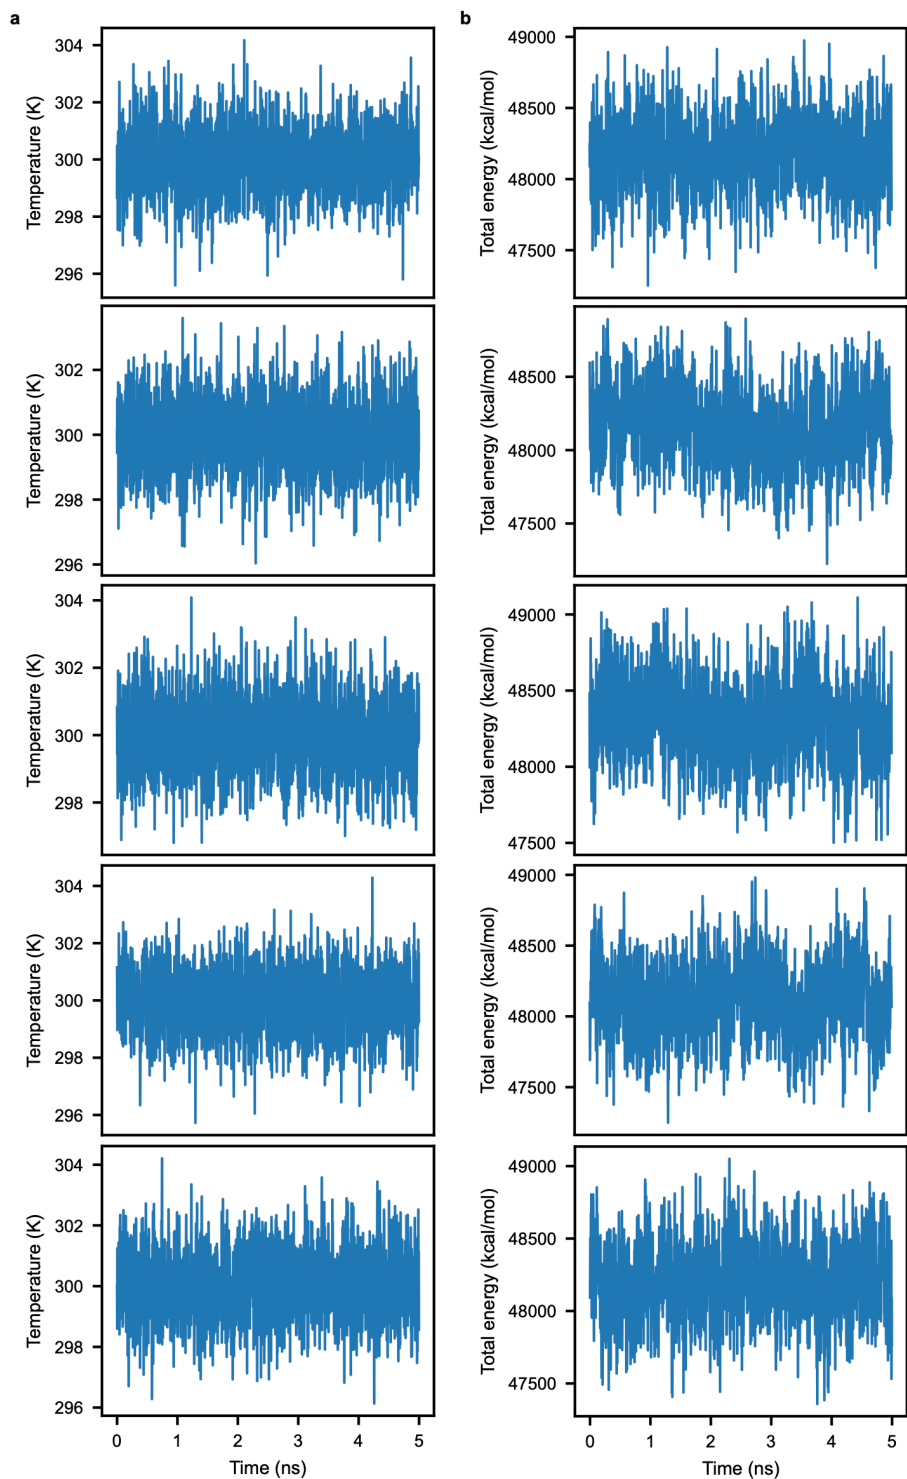 a
b
304
302
300
298
296
Temperature (K)
49000
48500
48000
47500
Total energy (kcal/mol)
302
300
298
296
Temperature (K)
48500
48000
47500
Total energy (kcal/mol)
304
302
300
298
Temperature (K)
49000
48500
48000
47500
Total energy (kcal/mol)
304
302
300
298
296
Temperature (K)
49000
48500
48000
47500
Total energy (kcal/mol)
304
302
300
298
296
Temperature (K)
0 1 2 3 4 5
Time (ns)
49000
48500
48000
47500
Total energy (kcal/mol)
0 1 2 3 4 5
Time (ns)